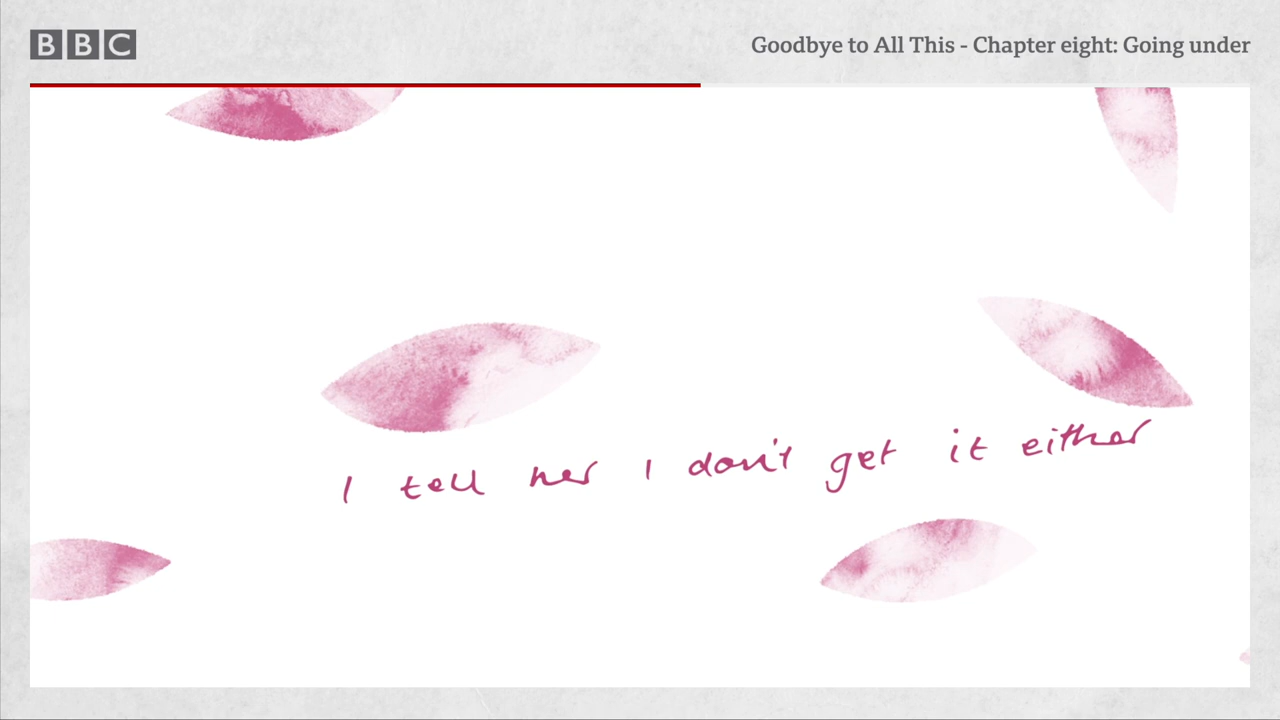 BBC
Goodbye to All This - Chapter eight: Going under
I tell her I don't get it either